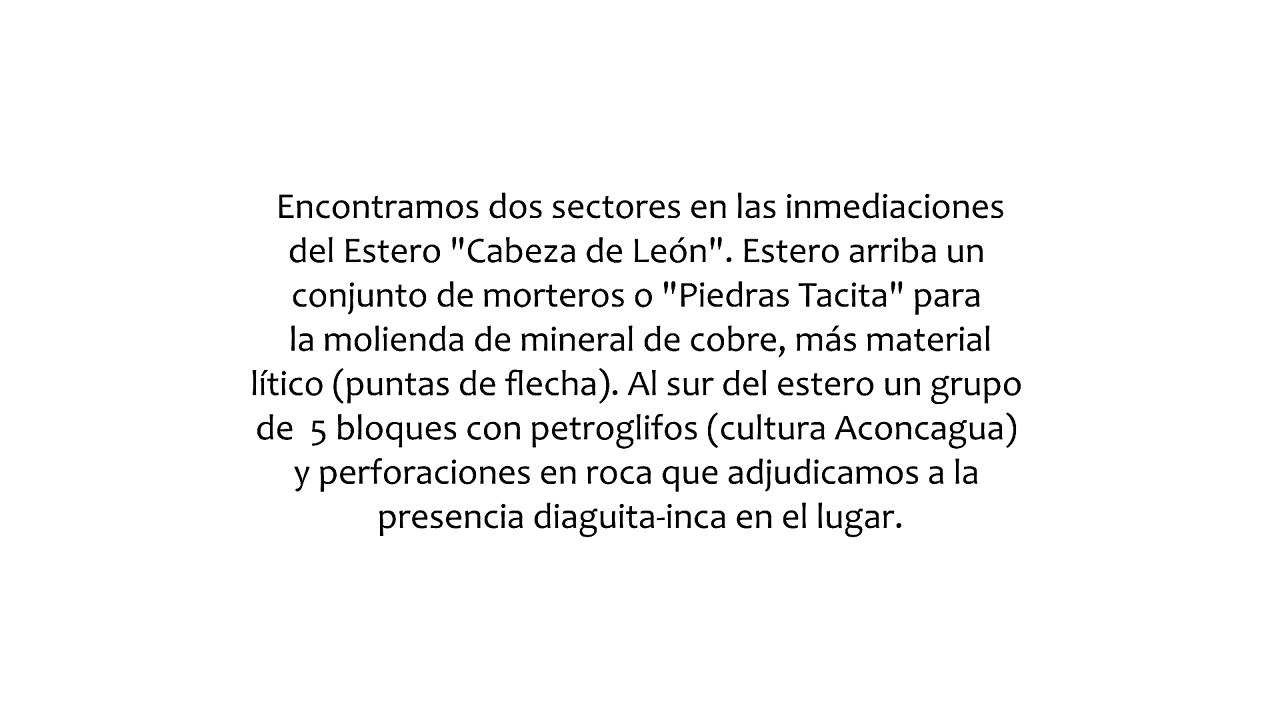 Encontramos dos sectores en las inmediaciones
del Estero "Cabeza de León". Estero arriba un
conjunto de morteros o "Piedras Tacita" para
la molienda de mineral de cobre, más material
lítico (puntas de flecha). Al sur del estero un grupo
de  5 bloques con petroglifos (cultura Aconcagua)
y perforaciones en roca que adjudicamos a la
presencia diaguita-inca en el lugar.